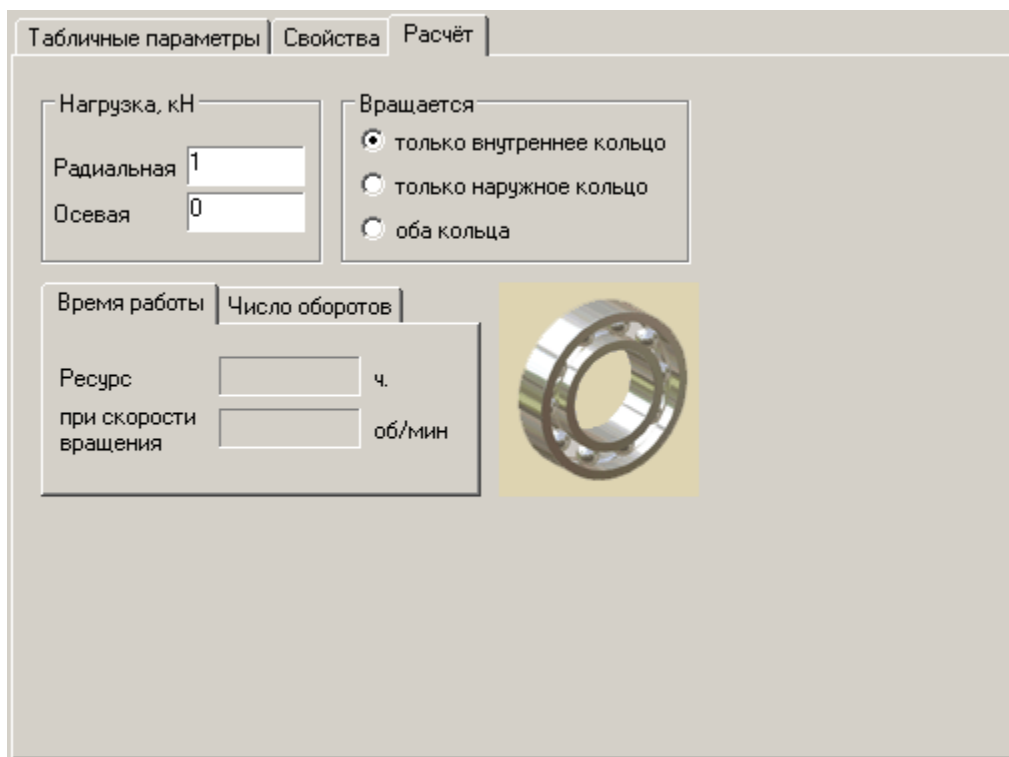 Табличные параметры Свойства Расчёт
Нагрузка, кН
Радиальная 1
Осевая 0
Вращается
только внутреннее кольцо
только наружное кольцо
оба кольца
Время работы Число оборотов
Ресурс ч.
при скорости
вращения об/мин